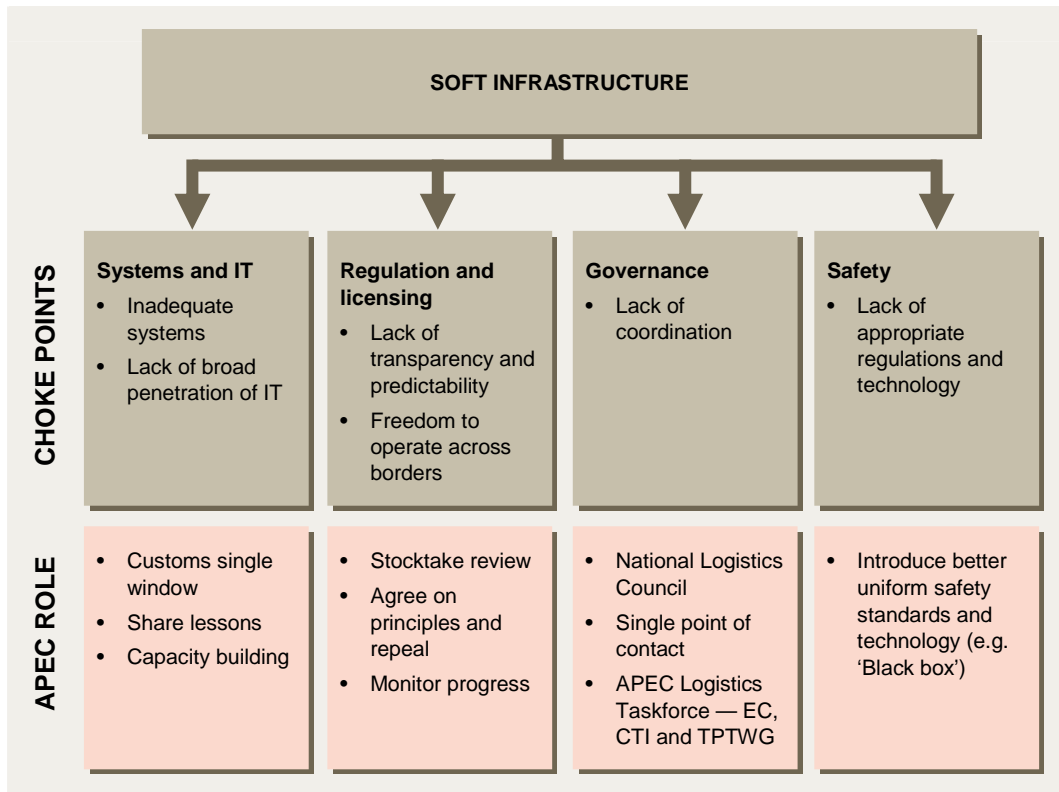 SOFT INFRASTRUCTURE
CHOKE POINTS
Systems and IT
• Inadequate
systems
• Lack of broad
penetration of IT
Regulation and
licensing
• Lack of
transparency and
predictability
• Freedom to
operate across
borders
Governance
• Lack of
coordination
Safety
• Lack of
appropriate
regulations and
technology
APEC ROLE
• Customs single
window
• Share lessons
• Capacity building
• Stocktake review
• Agree on
principles and
repeal
• Monitor progress
• National Logistics
Council
• Single point of
contact
• APEC Logistics
Taskforce — EC,
CTI and TPTWG
• Introduce better
uniform safety
standards and
technology (e.g.
‘Black box’)